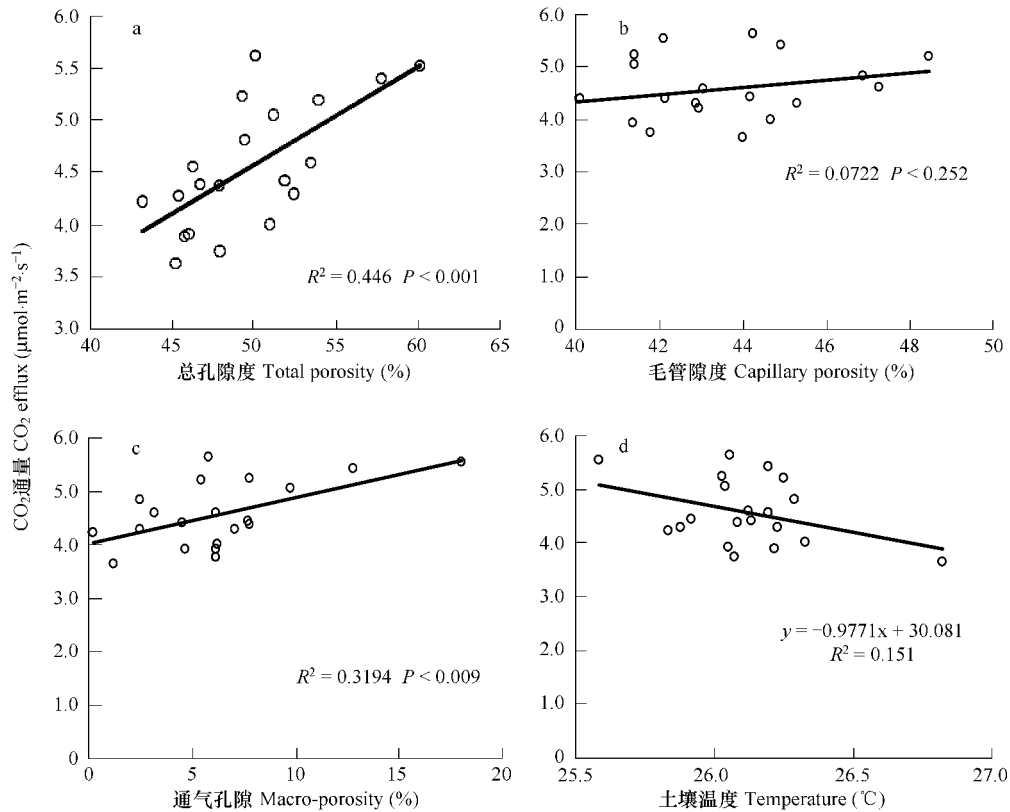 CO₂通量 CO₂ efflux (μmol·m⁻²·s⁻¹)
a
6.0
5.5
5.0
4.5
4.0
3.5
3.0
R² = 0.446 P < 0.001
40 45 50 55 60 65
总孔隙度 Total porosity (%)
b
6.0
5.0
4.0
3.0
2.0
1.0
0
R² = 0.0722 P < 0.252
40 42 44 46 48 50
毛管隙度 Capillary porosity (%)
c
6.0
5.0
4.0
3.0
2.0
1.0
0
R² = 0.3194 P < 0.009
0 5 10 15 20
通气孔隙 Macro-porosity (%)
d
6.0
5.0
4.0
3.0
2.0
1.0
0
y = −0.9771x + 30.081
R² = 0.151
25.5 26.0 26.2 27.0
土壤温度 Temperature (℃)